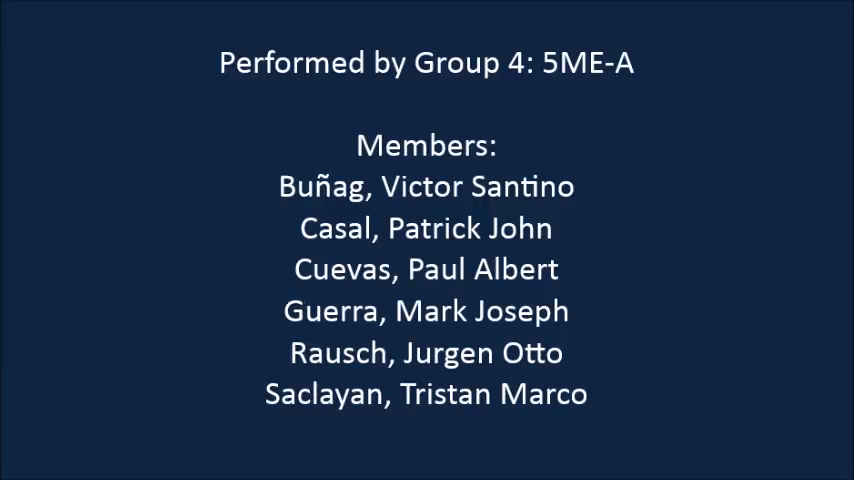 Performed by Group 4: 5ME-A
Members:
Buñag, Victor Santino
Casal, Patrick John
Cuevas, Paul Albert
Guerra, Mark Joseph
Rausch, Jurgen Otto
Saclayan, Tristan Marco